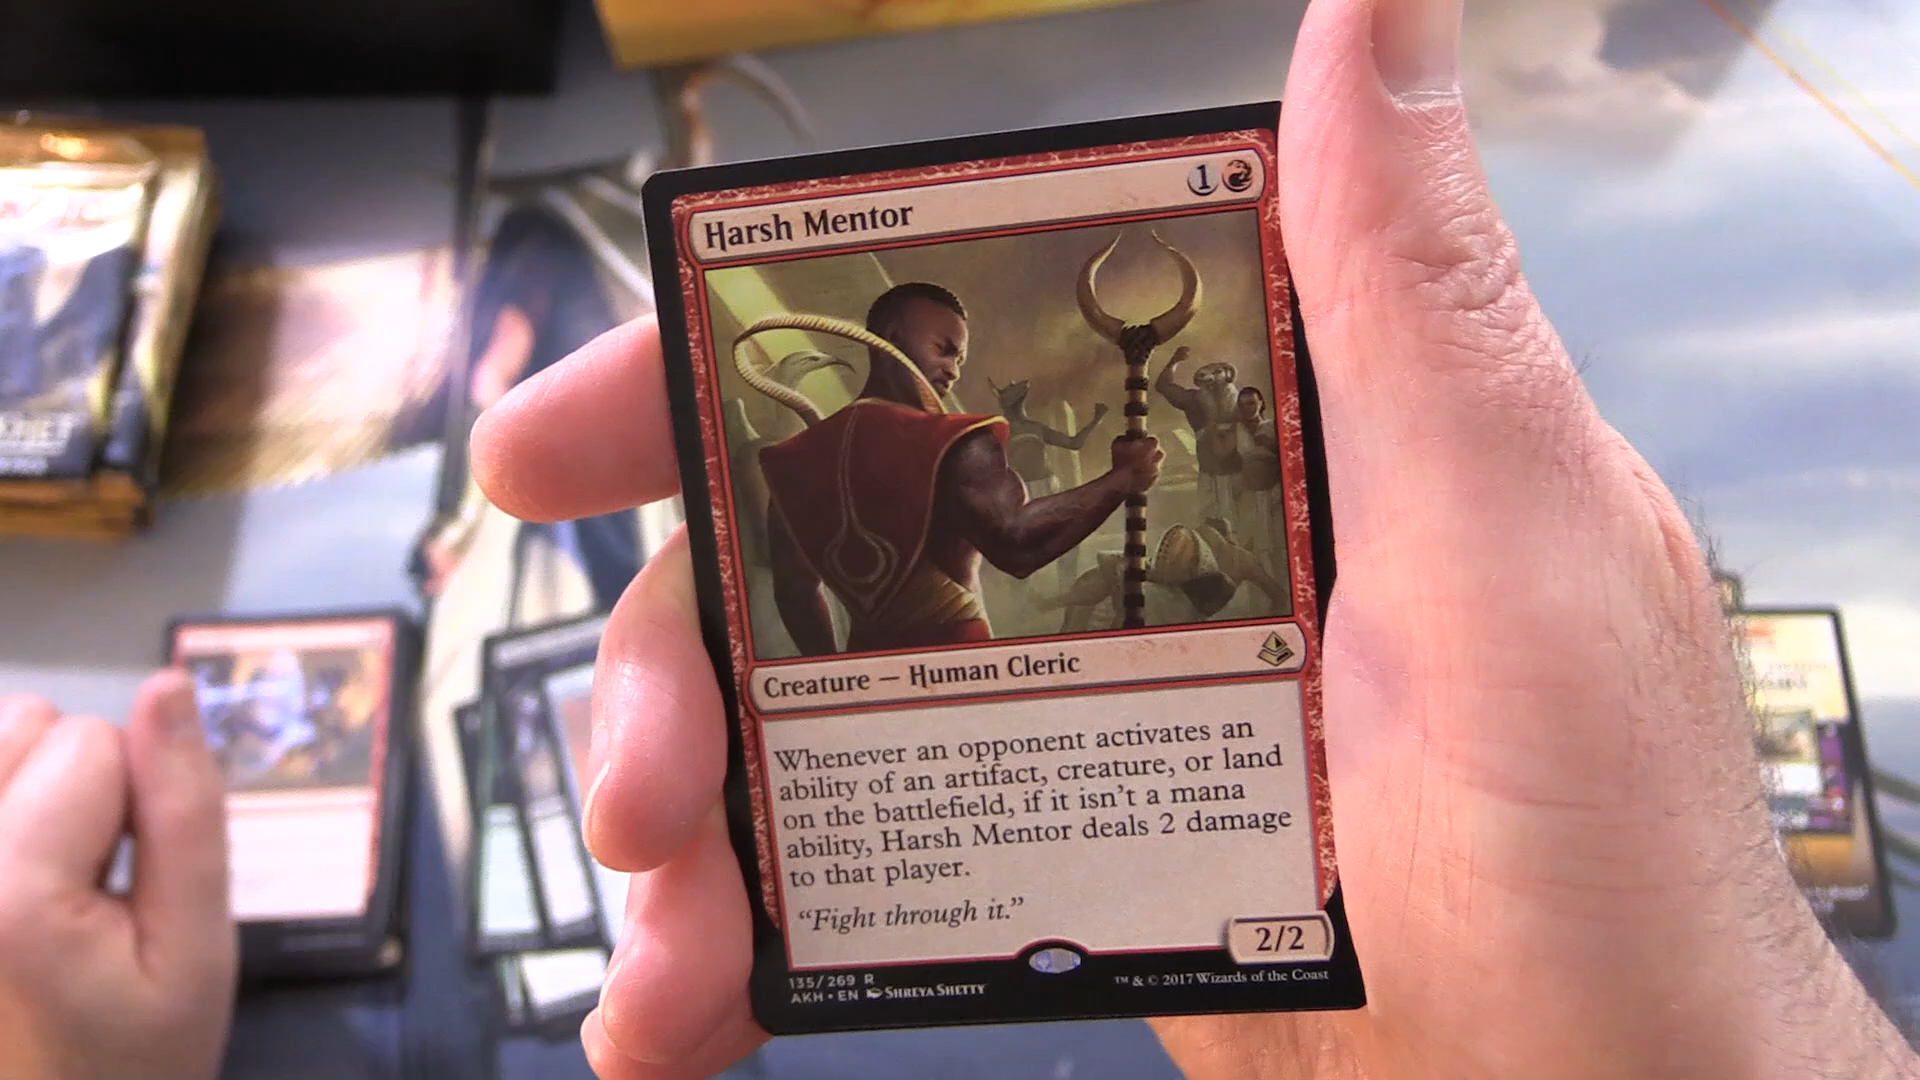 Harsh Mentor
1
Creature — Human Cleric
Whenever an opponent activates an
ability of an artifact, creature, or land
on the battlefield, if it isn't a mana
ability, Harsh Mentor deals 2 damage
to that player.
“Fight through it.”
2/2
135/269 R
AKH • EN Shreya Shetty
™ & © 2017 Wizards of the Coast